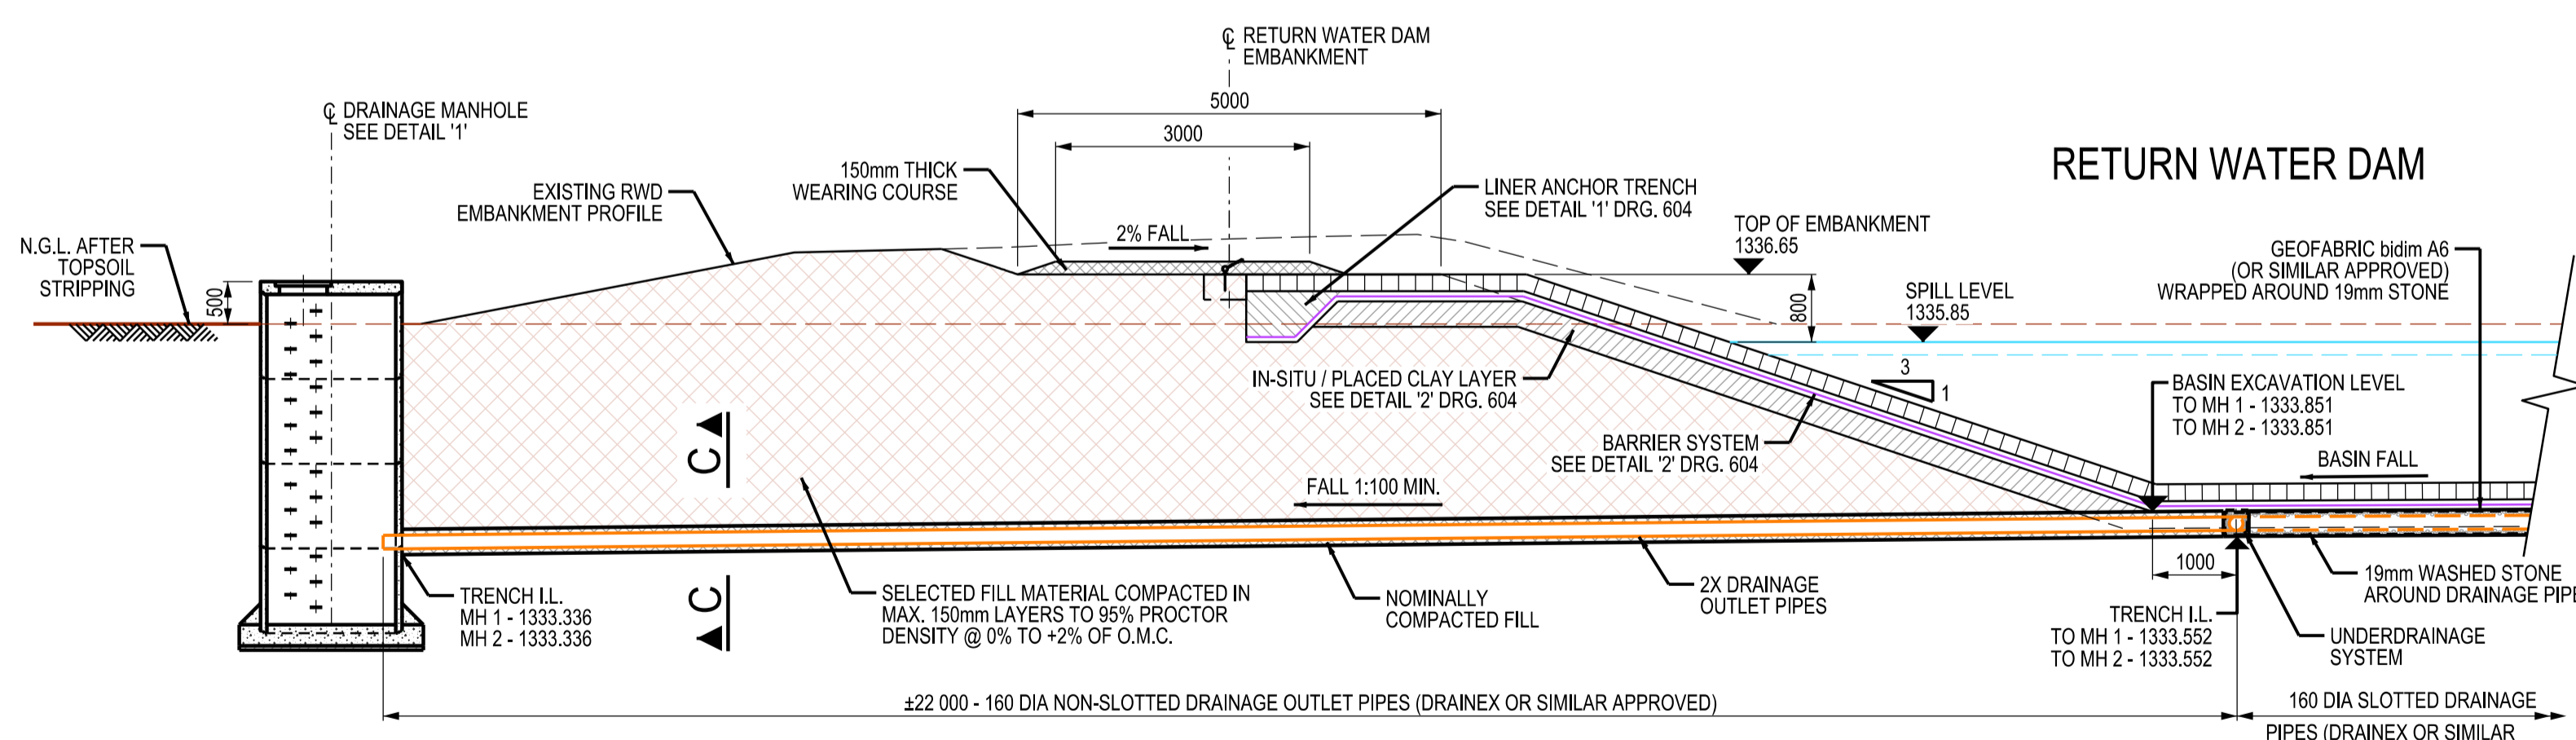 ℄ RETURN WATER DAM
EMBANKMENT
℄ DRAINAGE MANHOLE
SEE DETAIL '1'
5000
3000
RETURN WATER DAM
150mm THICK
WEARING COURSE
EXISTING RWD
EMBANKMENT PROFILE
LINER ANCHOR TRENCH
SEE DETAIL '1' DRG. 604
TOP OF EMBANKMENT
1336.65
2% FALL
N.G.L. AFTER
TOPSOIL
STRIPPING
GEOFABRIC bidim A6
(OR SIMILAR APPROVED)
WRAPPED AROUND 19mm STONE
500
SPILL LEVEL
1335.85
800
3
1
IN-SITU / PLACED CLAY LAYER
SEE DETAIL '2' DRG. 604
BASIN EXCAVATION LEVEL
TO MH 1 - 1333.851
TO MH 2 - 1333.851
C
BARRIER SYSTEM
SEE DETAIL '2' DRG. 604
BASIN FALL
FALL 1:100 MIN.
1000
TRENCH I.L.
MH 1 - 1333.336
MH 2 - 1333.336
C
SELECTED FILL MATERIAL COMPACTED IN
MAX. 150mm LAYERS TO 95% PROCTOR
DENSITY @ 0% TO +2% OF O.M.C.
NOMINALLY
COMPACTED FILL
2X DRAINAGE
OUTLET PIPES
19mm WASHED STONE
AROUND DRAINAGE PIPE
TRENCH I.L.
TO MH 1 - 1333.552
TO MH 2 - 1333.552
UNDERDRAINAGE
SYSTEM
±22 000 - 160 DIA NON-SLOTTED DRAINAGE OUTLET PIPES (DRAINEX OR SIMILAR APPROVED)
160 DIA SLOTTED DRAINAGE
PIPES (DRAINEX OR SIMILAR